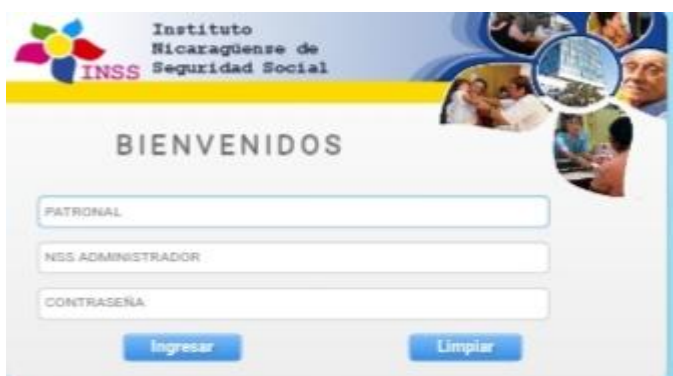 Instituto
Nicaragüense de
INSS Seguridad Social
BIENVENIDOS
PATRONAL
NSS ADMINISTRADOR
CONTRASEÑA
Ingresar Limpiar